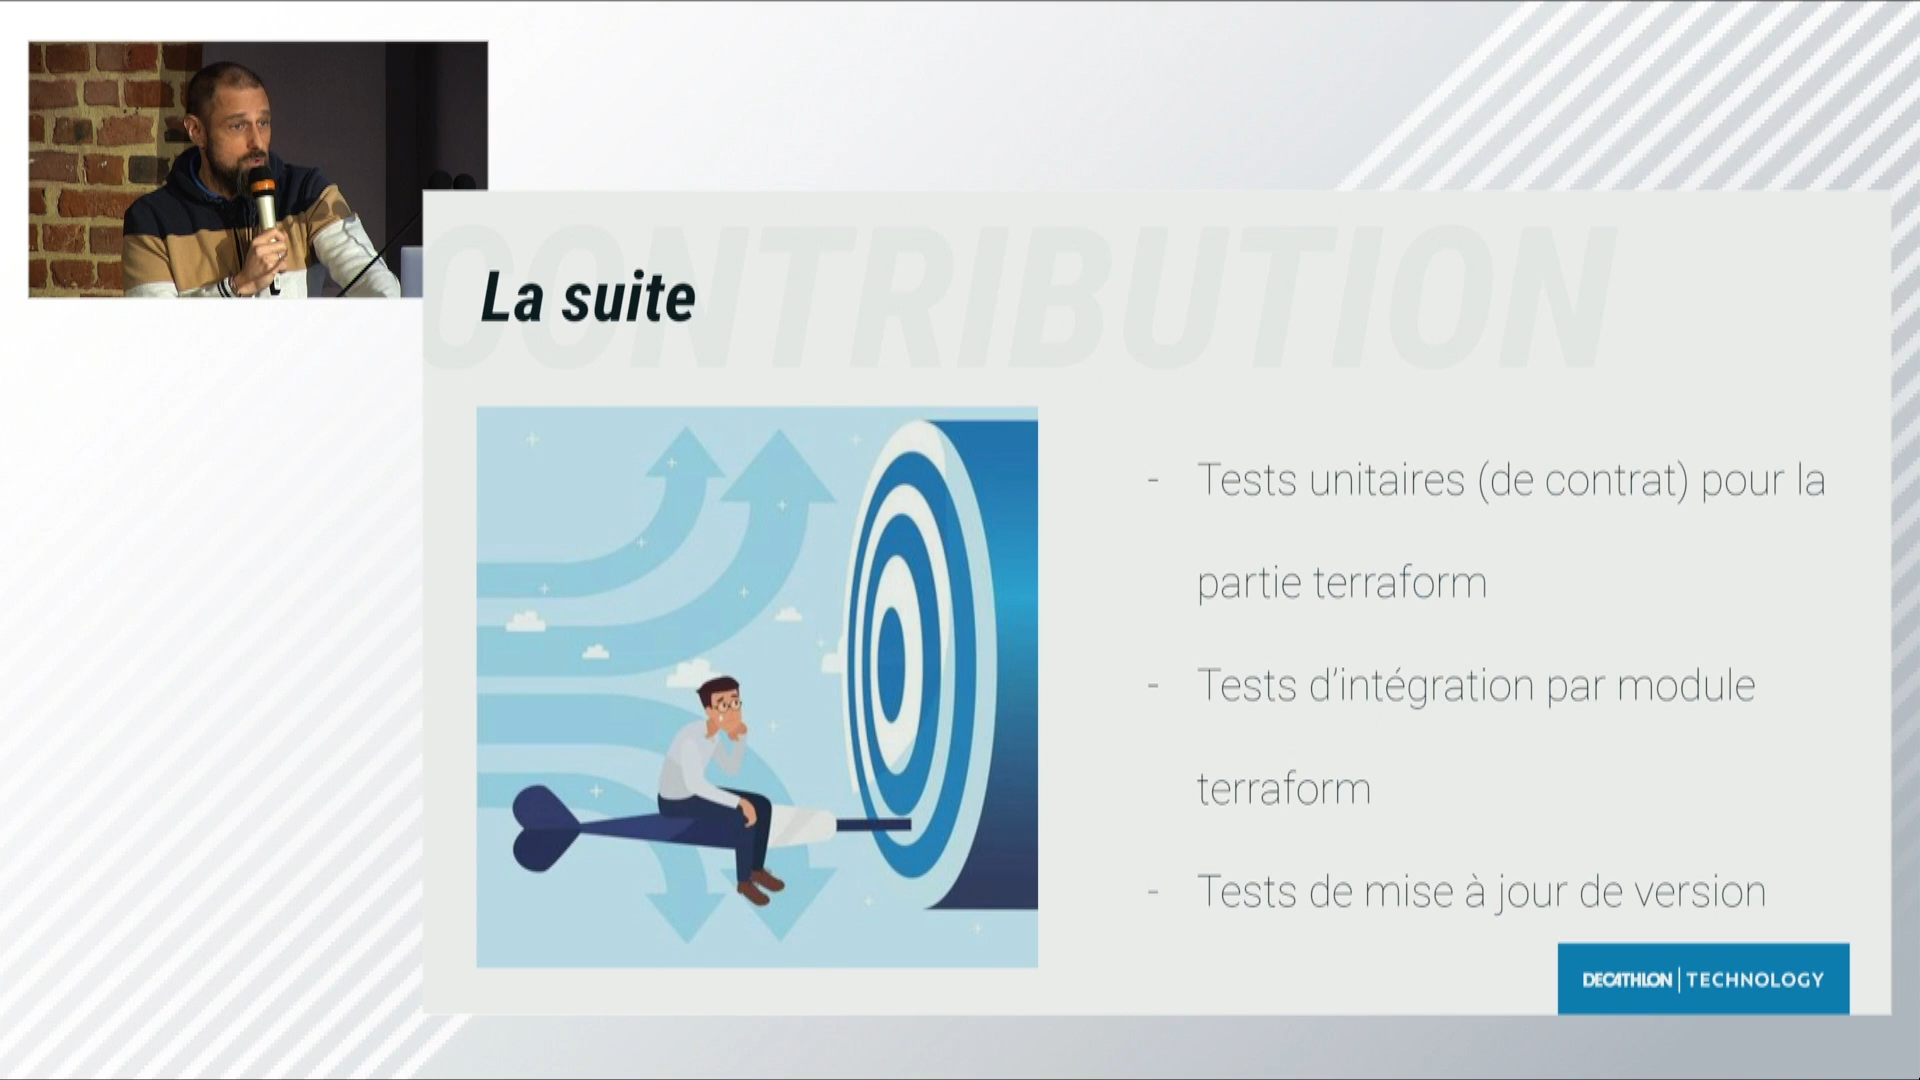 CONTRIBUTION
La suite
- Tests unitaires (de contrat) pour la
partie terraform
- Tests d'intégration par module
terraform
- Tests de mise à jour de version
DECATHLON | TECHNOLOGY